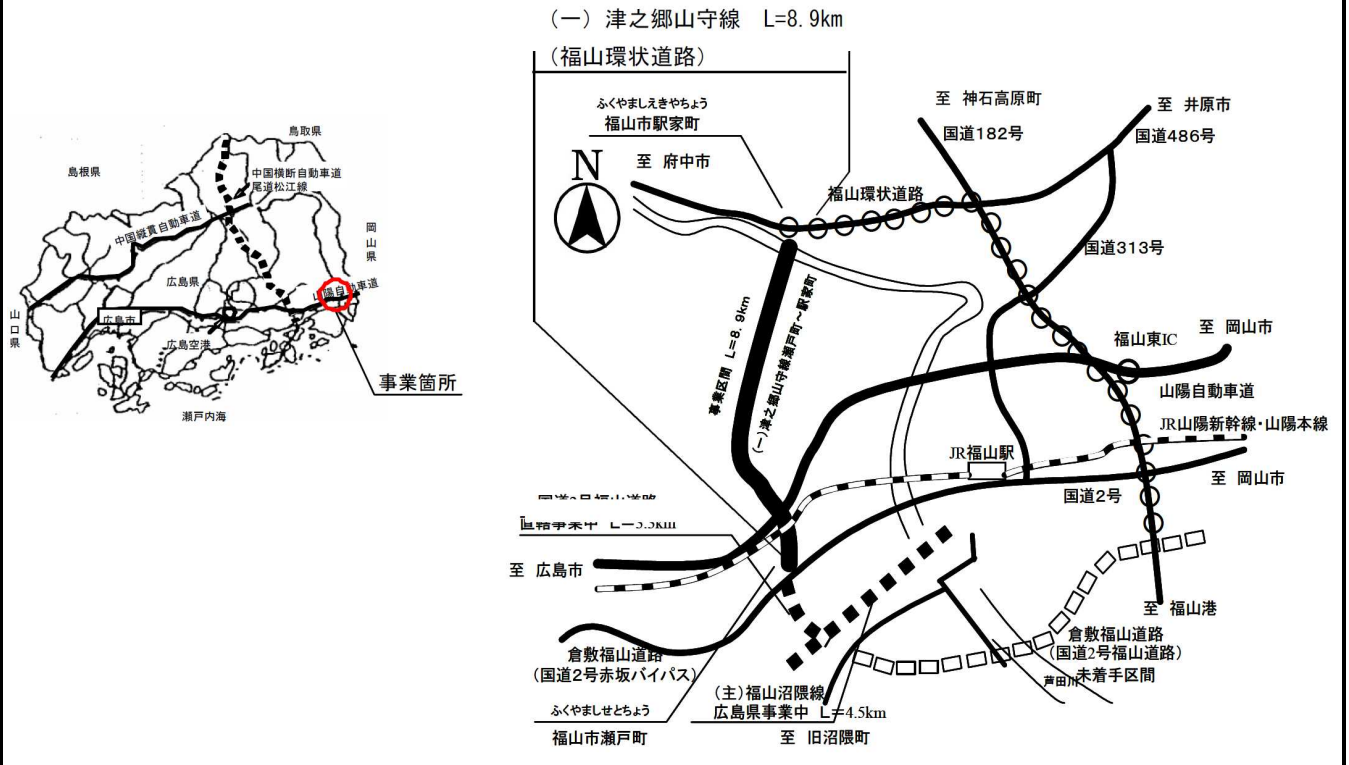 (一) 津之郷山守線 L=8.9km
(福山環状道路)
ふくやましえきやちょう
福山市駅家町
N
至 府中市
至 神石高原町
国道182号
至 井原市
国道486号
福山環状道路
国道313号
事業区間 L=8.9km
(一)津之郷山守線瀬戸町~駅家町
福山東IC
至 岡山市
山陽自動車道
JR山陽新幹線・山陽本線
JR福山駅
至 岡山市
国道2号
直轄事業中 L=3.3km
至 広島市
至 福山港
倉敷福山道路
(国道2号福山道路)
未着手区間
芦田川
倉敷福山道路
(国道2号赤坂バイパス)
(主)福山沼隈線
広島県事業中 L=4.5km
ふくやましせとちょう
福山市瀬戸町
至 旧沼隈町
鳥取県
島根県
中国横断自動車道
尾道松江線
中国縦貫自動車道
岡山県
広島県
山陽自動車道
山口県
広島市
広島空港
事業箇所
瀬戸内海